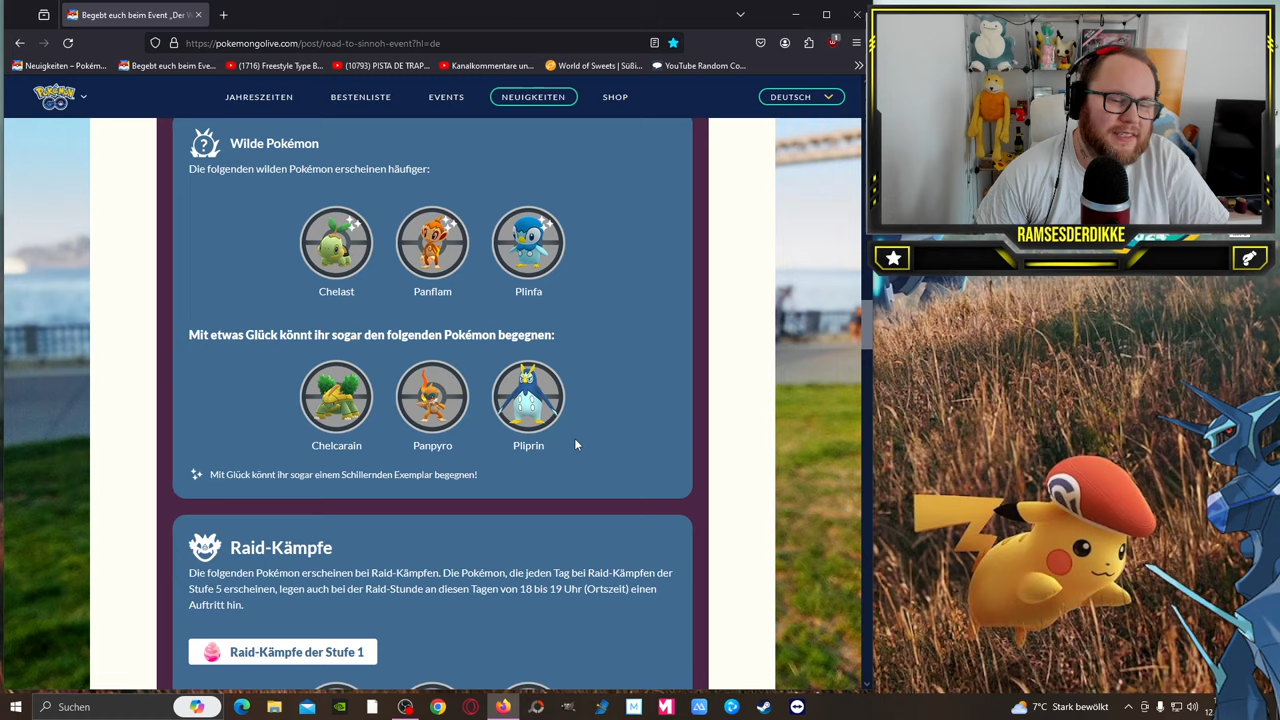 Begebt euch beim Event „Der W
https://pokemongolive.com/post/road-to-sinnoh-event?hl=de
Neuigkeiten – Pokém... Begebt euch beim Eve... (1716) Freestyle Type B... (10793) PISTA DE TRAP... Kanalkommentare un... World of Sweets | Süßi... YouTube Random Co...
POKÉMON GO JAHRESZEITEN BESTENLISTE EVENTS NEUIGKEITEN SHOP DEUTSCH
Wilde Pokémon
Die folgenden wilden Pokémon erscheinen häufiger:
Chelast Panflam Plinfa
Mit etwas Glück könnt ihr sogar den folgenden Pokémon begegnen:
Chelcarain Panpyro Pliprin
Mit Glück könnt ihr sogar einem Schillernden Exemplar begegnen!
Raid-Kämpfe
Die folgenden Pokémon erscheinen bei Raid-Kämpfen. Die Pokémon, die jeden Tag bei Raid-Kämpfen der
Stufe 5 erscheinen, legen auch bei der Raid-Stunde an diesen Tagen von 18 bis 19 Uhr (Ortszeit) einen
Auftritt hin.
Raid-Kämpfe der Stufe 1
RAMSESDERDIKKE
Suchen
7°C Stark bewölkt